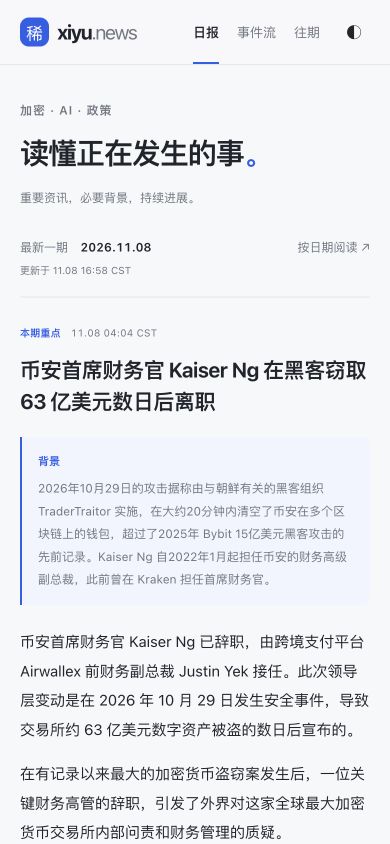 稀 xiyu.news 日报 事件流 往期
加密 · AI · 政策
读懂正在发生的事。
重要资讯，必要背景，持续进展。
最新一期 2026.11.08 按日期阅读 ↗
更新于 11.08 16:58 CST
本期重点 11.08 04:04 CST
币安首席财务官 Kaiser Ng 在黑客窃取
63 亿美元数日后离职
背景
2026年10月29日的攻击据称由与朝鲜有关的黑客组织
TraderTraitor 实施，在大约20分钟内清空了币安在多个区
块链上的钱包，超过了2025年 Bybit 15亿美元黑客攻击的
先前记录。Kaiser Ng 自2022年1月起担任币安的财务高级
副总裁，此前曾在 Kraken 担任首席财务官。
币安首席财务官 Kaiser Ng 已辞职，由跨境支付平台
Airwallex 前财务副总裁 Justin Yek 接任。此次领导
层变动是在 2026 年 10 月 29 日发生安全事件，导致
交易所约 63 亿美元数字资产被盗的数日后宣布的。
在有记录以来最大的加密货币盗窃案发生后，一位关
键财务高管的辞职，引发了外界对这家全球最大加密
货币交易所内部问责和财务管理的质疑。